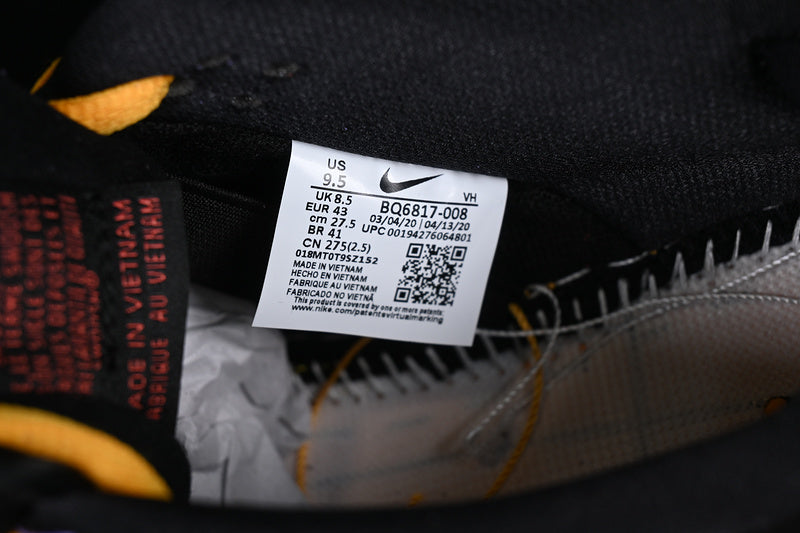 US
9.5
VH
UK 8.5
BQ6817-008
EUR 43
03/04/20 | 04/13/20
cm 27.5
UPC 00194276064801
BR 41
CN 275(2.5)
018MT0T9SZ152
MADE IN VIETNAM
HECHO EN VIETNAM
FABRIQUE AU VIETNAM
FABRICADO NO VIETNÃ
This product is covered by one or more patents:
www.nike.com/patentsvirtualmarking
MADE IN VIETNAM
FABRIQUE AU VIETNAM